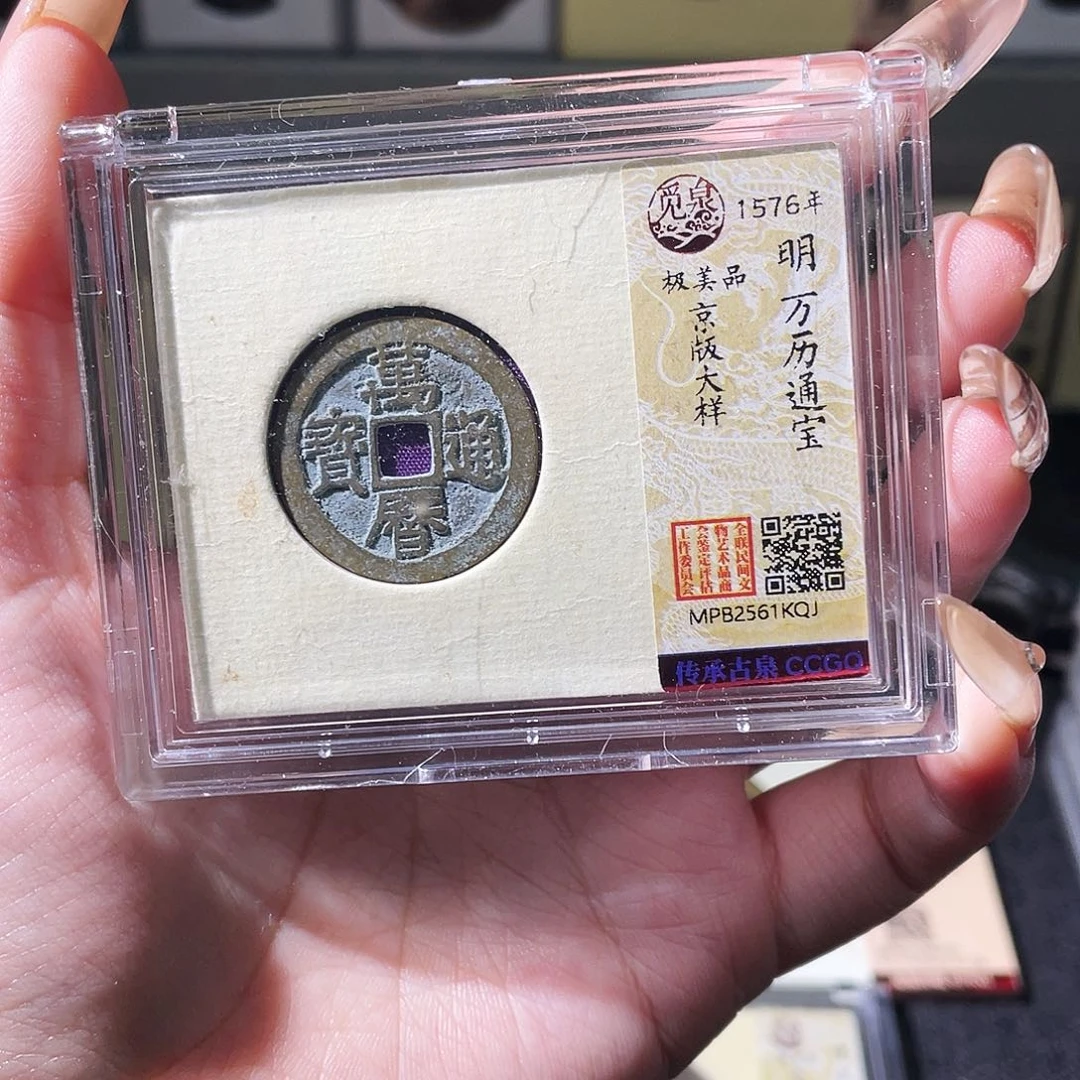 萬曆通寶
觅泉
1576年
明 万历通宝
极美品
京版大样
全联民间文
物艺术品商
会鉴定评估
工作委员会
MPB2561KQJ
传承古泉 CCGQ